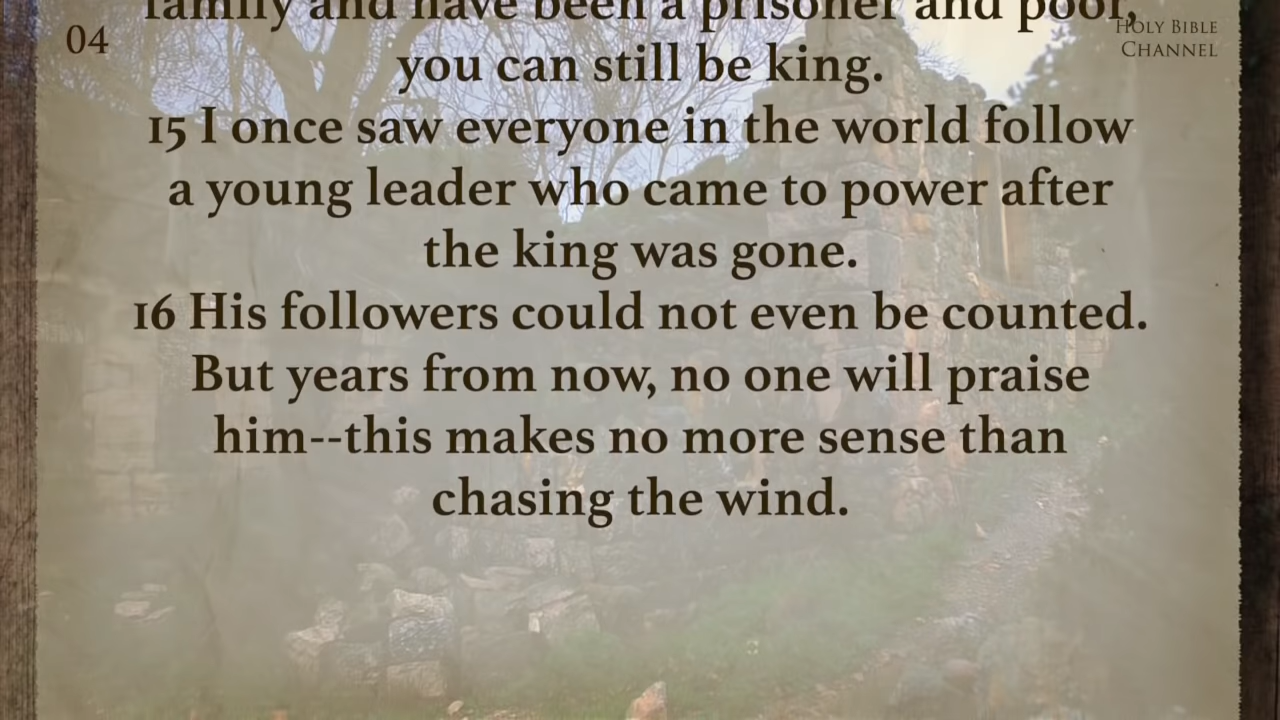 family and have been a prisoner and poor,
04
HOLY BIBLE
CHANNEL
you can still be king.
15 I once saw everyone in the world follow
a young leader who came to power after
the king was gone.
16 His followers could not even be counted.
But years from now, no one will praise
him--this makes no more sense than
chasing the wind.